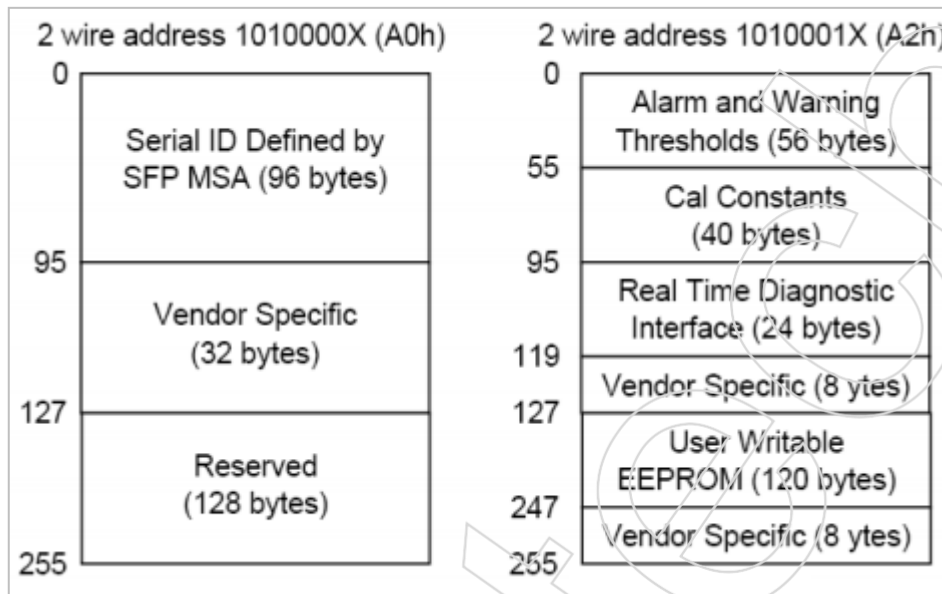 2 wire address 1010000X (A0h)
0
Serial ID Defined by
SFP MSA (96 bytes)
95
Vendor Specific
(32 bytes)
127
Reserved
(128 bytes)
255
2 wire address 1010001X (A2h)
0
Alarm and Warning
Thresholds (56 bytes)
55
Cal Constants
(40 bytes)
95
Real Time Diagnostic
Interface (24 bytes)
119
Vendor Specific (8 ytes)
127
User Writable
EEPROM (120 bytes)
247
Vendor Specific (8 ytes)
255